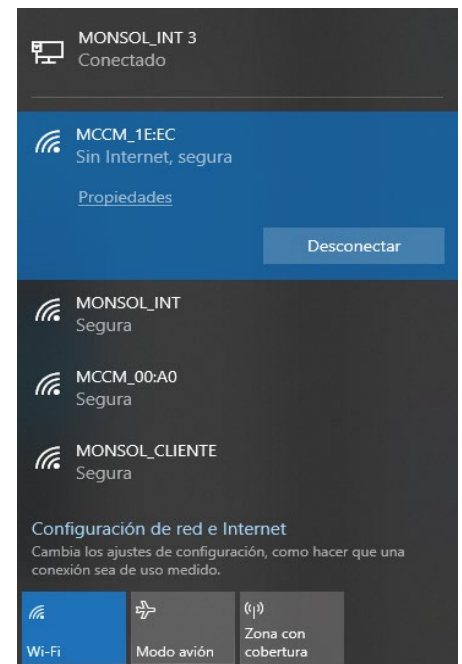 MONSOL_INT 3
Conectado
MCCM_1E:EC
Sin Internet, segura
Propiedades
Desconectar
MONSOL_INT
Segura
MCCM_00:A0
Segura
MONSOL_CLIENTE
Segura
Configuración de red e Internet
Cambia los ajustes de configuración, como hacer que una
conexión sea de uso medido.
Wi-Fi
Modo avión
Zona con
cobertura